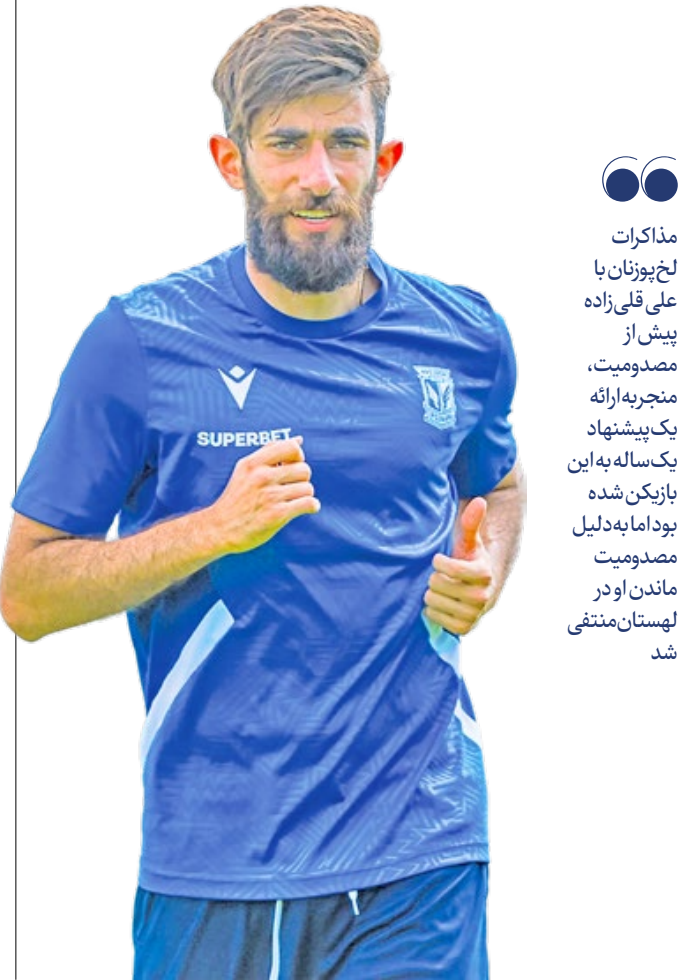 مذاکرات
لخ‌پوزنان با
علی قلی‌زاده
پیش از
مصدومیت،
منجر به ارائه
یک پیشنهاد
یک‌ساله به این
بازیکن شده
بود اما به‌دلیل
مصدومیت
ماندن او در
لهستان منتفی
شد
SUPERBET